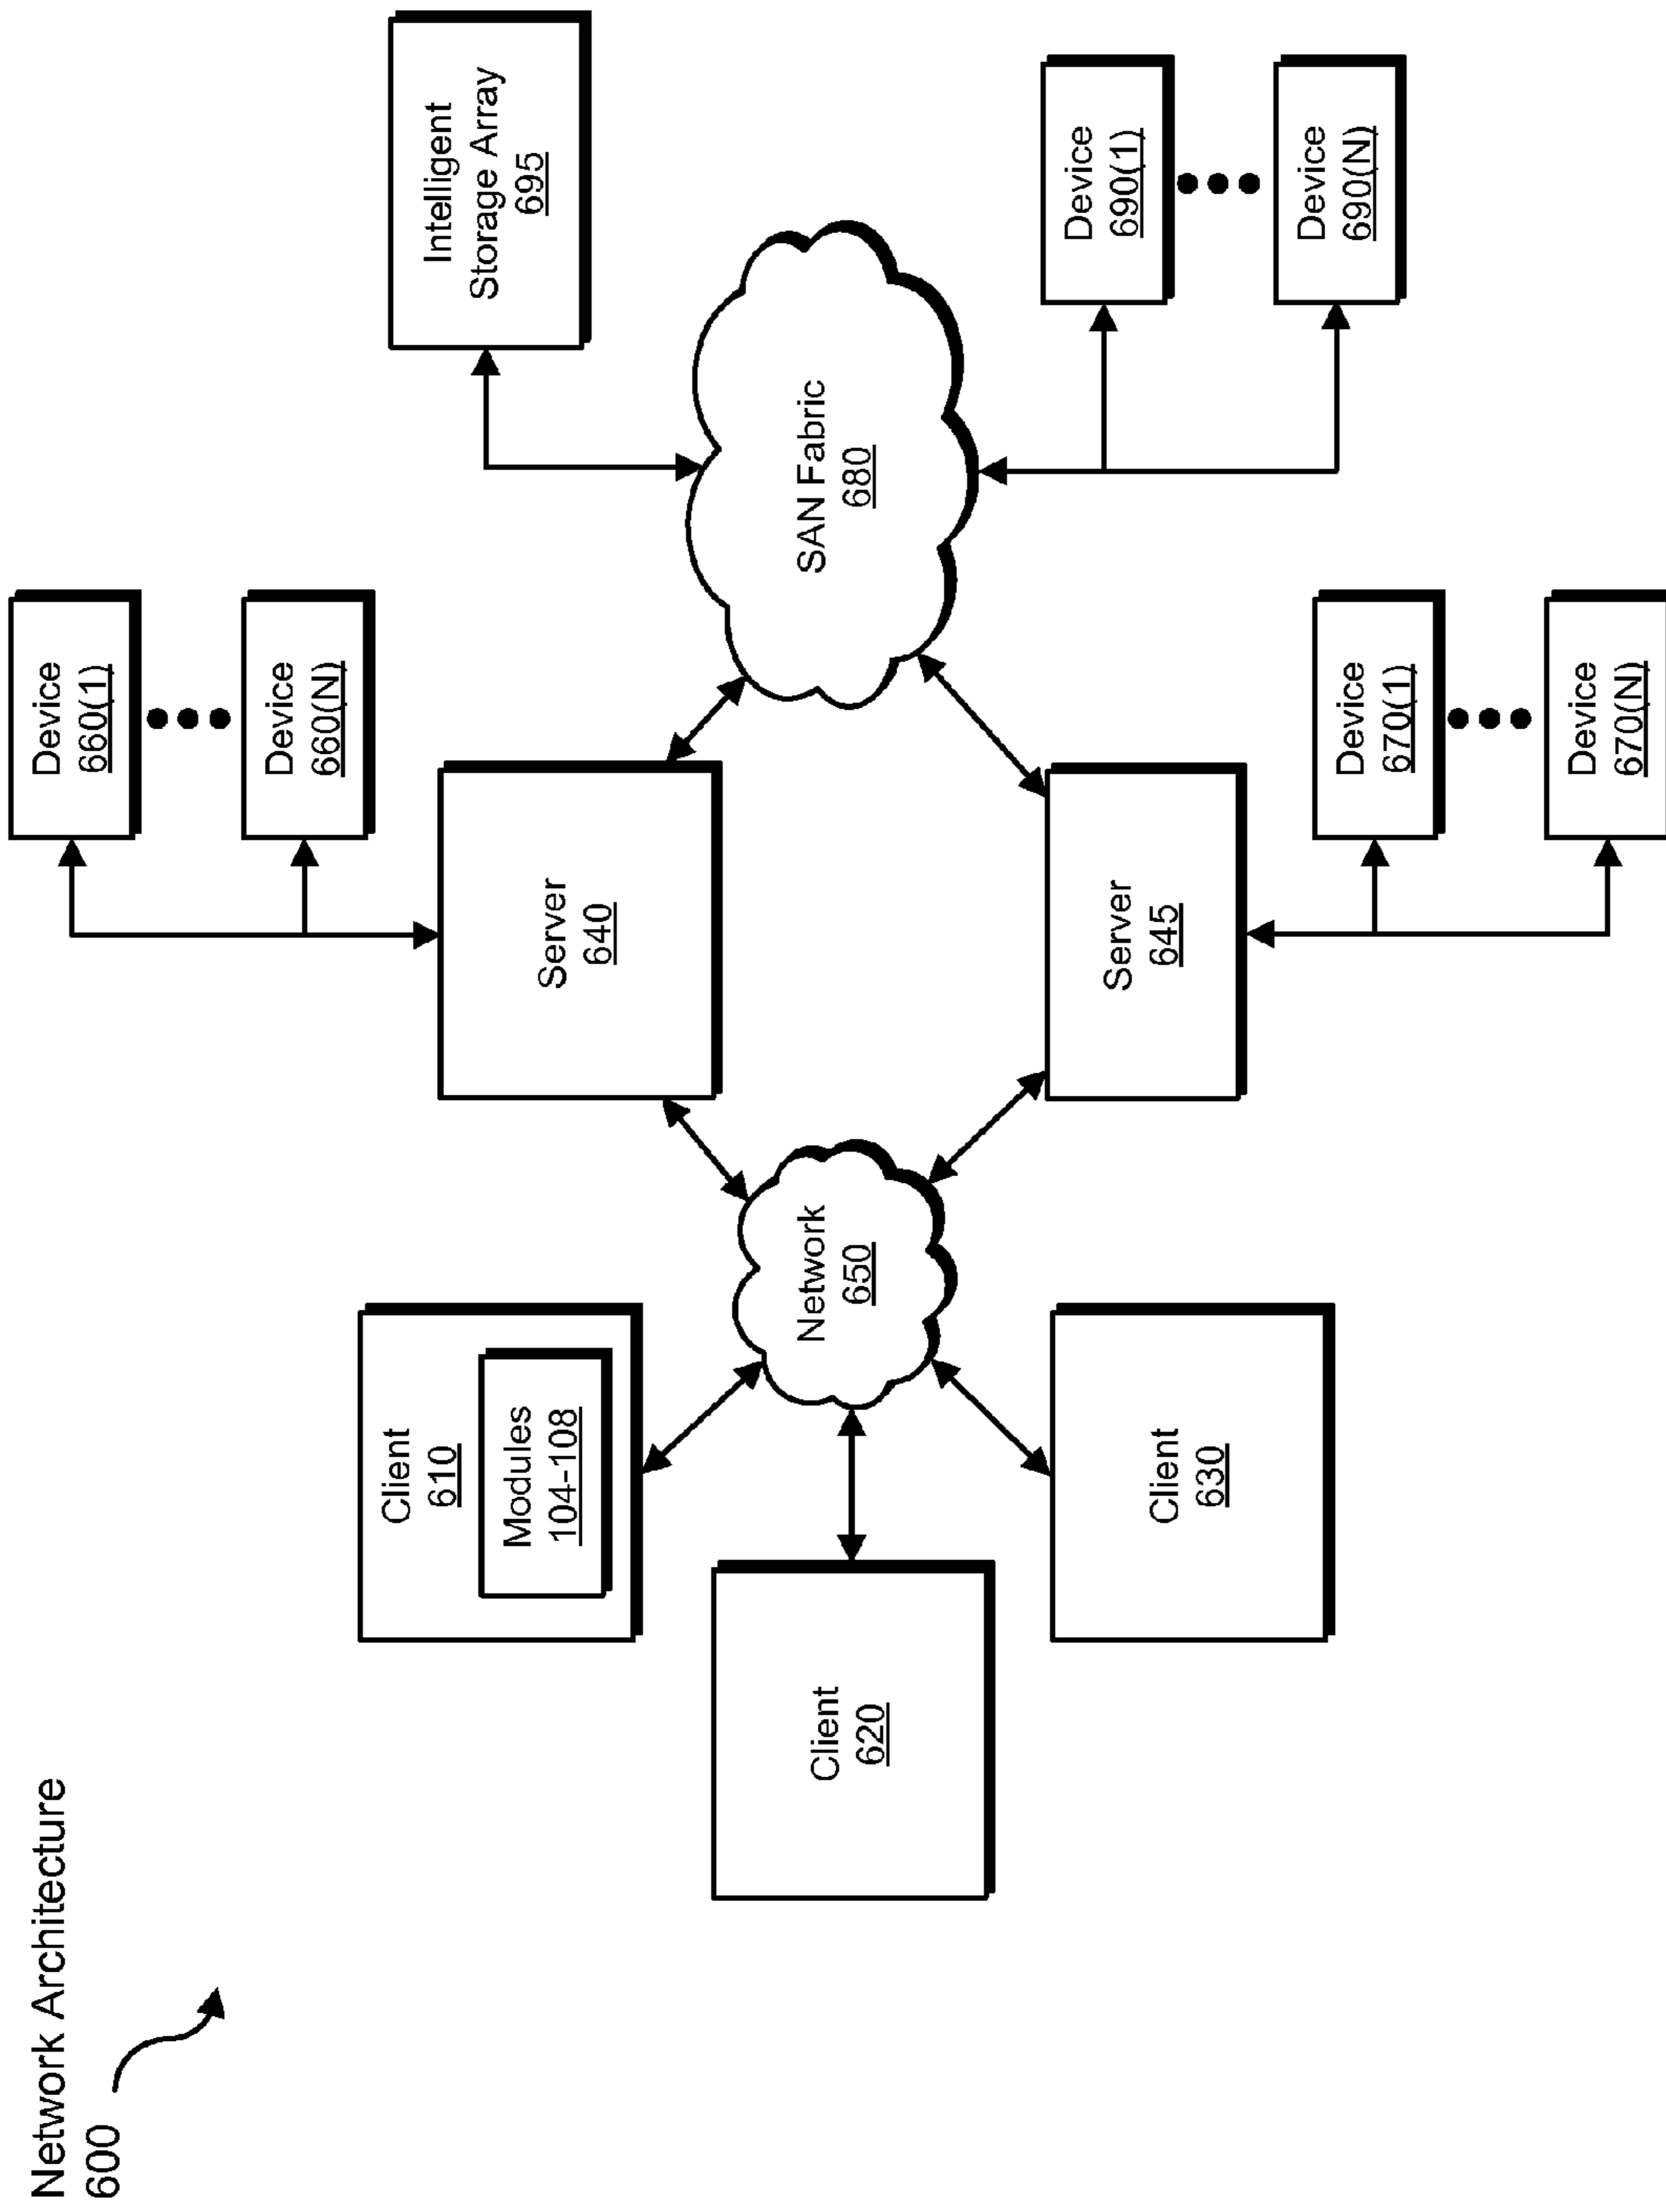 Network Architecture
600
Client
610
Modules
104-108
Client
620
Client
630
Network
650
Server
640
Server
645
Device
660(1)
Device
660(N)
Device
670(1)
Device
670(N)
SAN Fabric
680
Intelligent
Storage Array
695
Device
690(1)
Device
690(N)